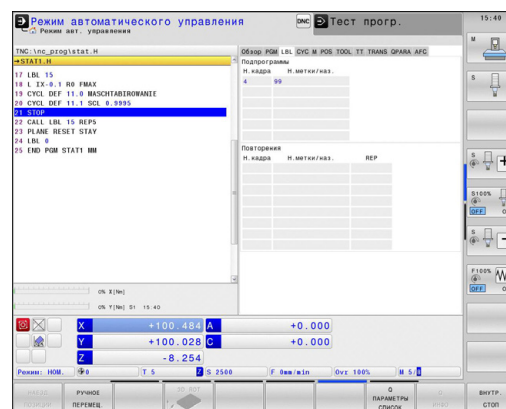 Режим автоматического управления
Режим авт. управления
DNC
Тест прогр.
15:40
TNC:\nc_prog\stat.H
→STAT1.H
17 LBL 15
18 L IX-0.1 R0 FMAX
19 CYCL DEF 11.0 MASCHTABIROWANIE
20 CYCL DEF 11.1 SCL 0.9995
21 STOP
22 CALL LBL 15 REP5
23 PLANE RESET STAY
24 LBL 0
25 END PGM STAT1 MM
Обзор PGM LBL CYC M POS TOOL TT TRANS QPARA AFC
Подпрограммы
Н.кадра Н.метки/наз.
4 99
Повторения
Н.кадра Н.метки/наз. REP
0% X[Nm]
0% Y[Nm] S1 15:40
X +100.484 A +0.000
Y +100.028 C +0.000
Z -8.254
Режим: НОМ. 0 T 5 Z S 2500 F 0mm/min Ovr 100% M 5/
M
S
S
S100%
OFF
S
F100%
OFF
РУЧНОЕ
ПЕРЕМЕЩ.
3D ROT
Q
ПАРАМЕТРЫ
СПИСОК
ВНУТР.
СТОП